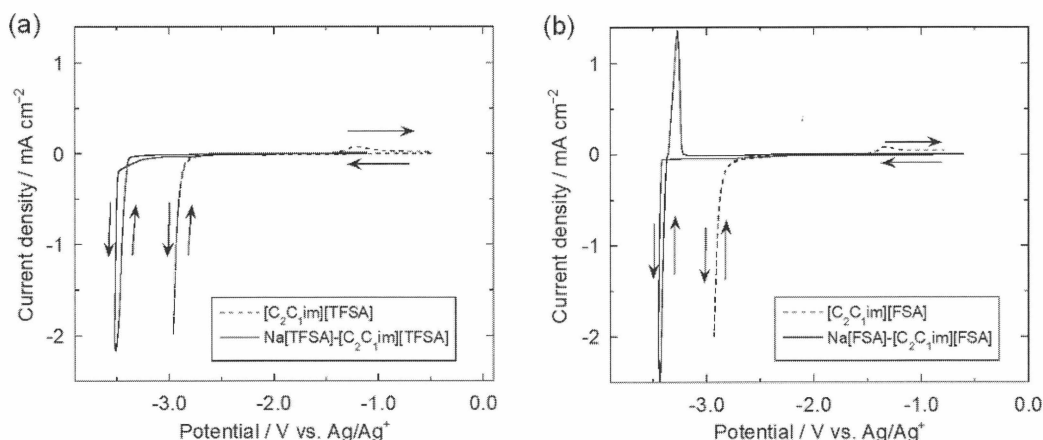 (a)
Current density / mA cm⁻²
1
0
-1
-2
-3.0 -2.0 -1.0 0.0
Potential / V vs. Ag/Ag⁺
[C₂C₁im][TFSA]
Na[TFSA]-[C₂C₁im][TFSA]
(b)
Current density / mA cm⁻²
1
0
-1
-2
-3.0 -2.0 -1.0 0.0
Potential / V vs. Ag/Ag⁺
[C₂C₁im][FSA]
Na[FSA]-[C₂C₁im][FSA]